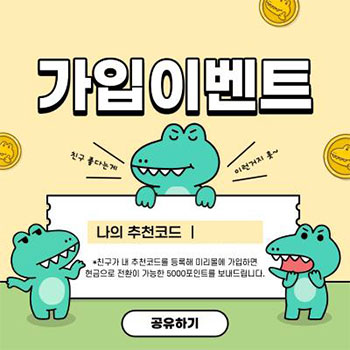 가입이벤트
친구 좋다는게
이런거지 뭐~
나의 추천코드 |
*친구가 내 추천코드를 등록해 미리몰에 가입하면
현금으로 전환이 가능한 5000포인트를 보내드립니다.
공유하기